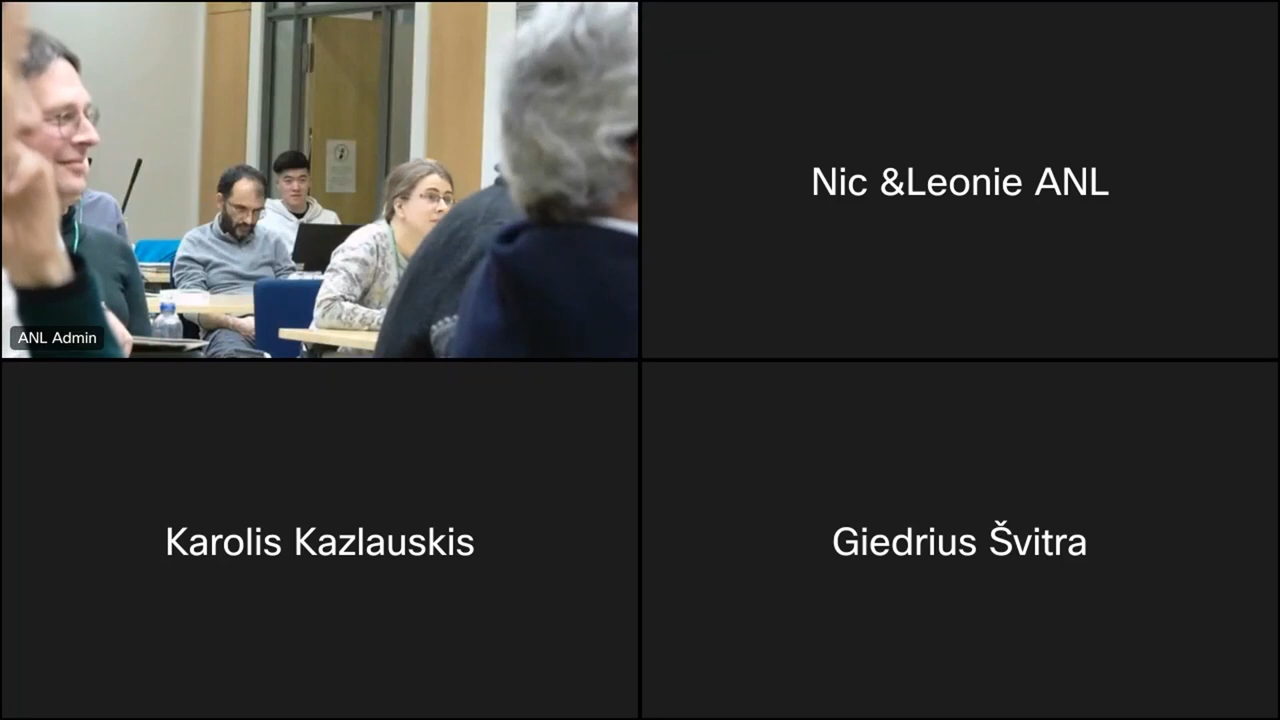 ANL Admin
Nic &Leonie ANL
Karolis Kazlauskis
Giedrius Švitra